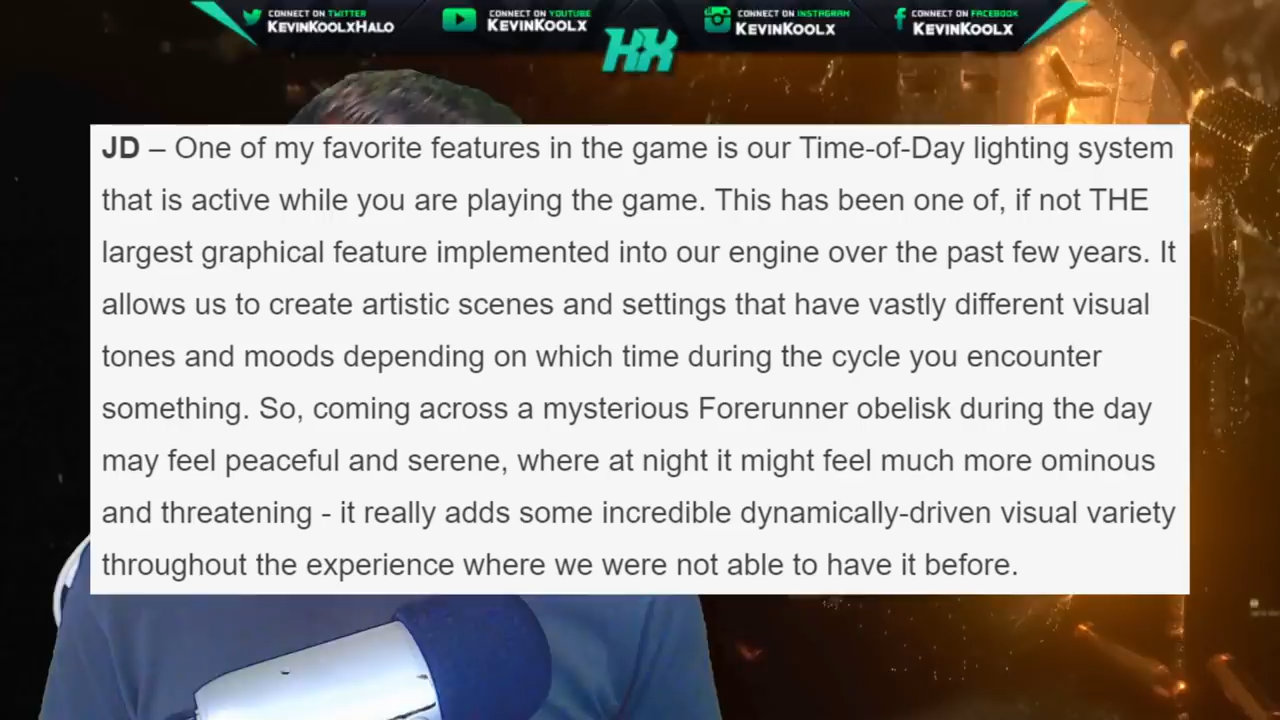 CONNECT ON TWITTER
KEVINKOOLXHALO
CONNECT ON YOUTUBE
KEVINKOOLX
KX
CONNECT ON INSTAGRAM
KEVINKOOLX
CONNECT ON FACEBOOK
KEVINKOOLX
JD – One of my favorite features in the game is our Time-of-Day lighting system
that is active while you are playing the game. This has been one of, if not THE
largest graphical feature implemented into our engine over the past few years. It
allows us to create artistic scenes and settings that have vastly different visual
tones and moods depending on which time during the cycle you encounter
something. So, coming across a mysterious Forerunner obelisk during the day
may feel peaceful and serene, where at night it might feel much more ominous
and threatening - it really adds some incredible dynamically-driven visual variety
throughout the experience where we were not able to have it before.